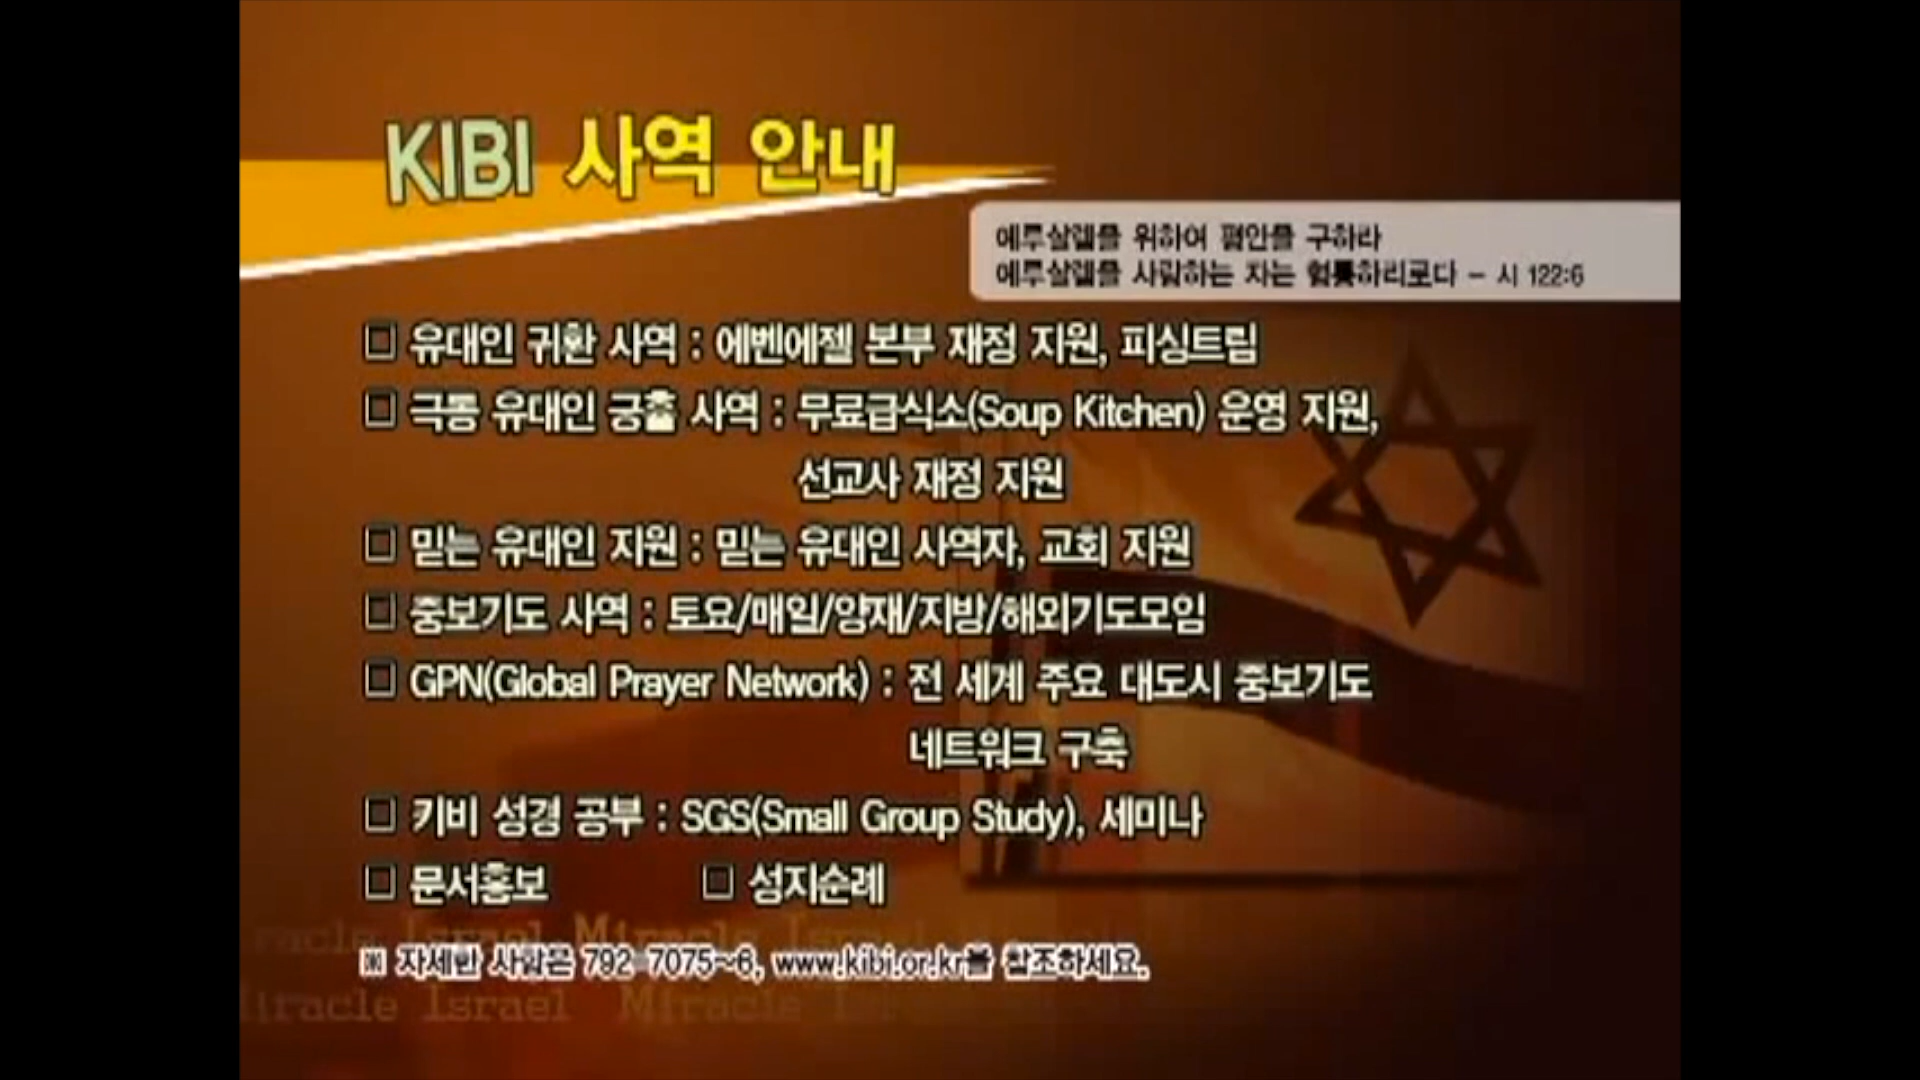 KIBI 사역 안내
예루살렘을 위하여 평안을 구하라
예루살렘을 사랑하는 자는 형통하리로다 - 시 122:6
□ 유대인 귀환 사역 : 에벤에젤 본부 재정 지원, 피싱트립
□ 극동 유대인 긍휼 사역 : 무료급식소(Soup Kitchen) 운영 지원,
선교사 재정 지원
□ 믿는 유대인 지원 : 믿는 유대인 사역자, 교회 지원
□ 중보기도 사역 : 토요/매일/양재/지방/해외기도모임
□ GPN(Global Prayer Network) : 전 세계 주요 대도시 중보기도
네트워크 구축
□ 키비 성경 공부 : SGS(Small Group Study), 세미나
□ 문서홍보 □ 성지순례
racle Israel Miracle Israel
※ 자세한 사항은 792-7075~6, www.kibi.or.kr을 참조하세요.
Miracle Israel Miracle Israel